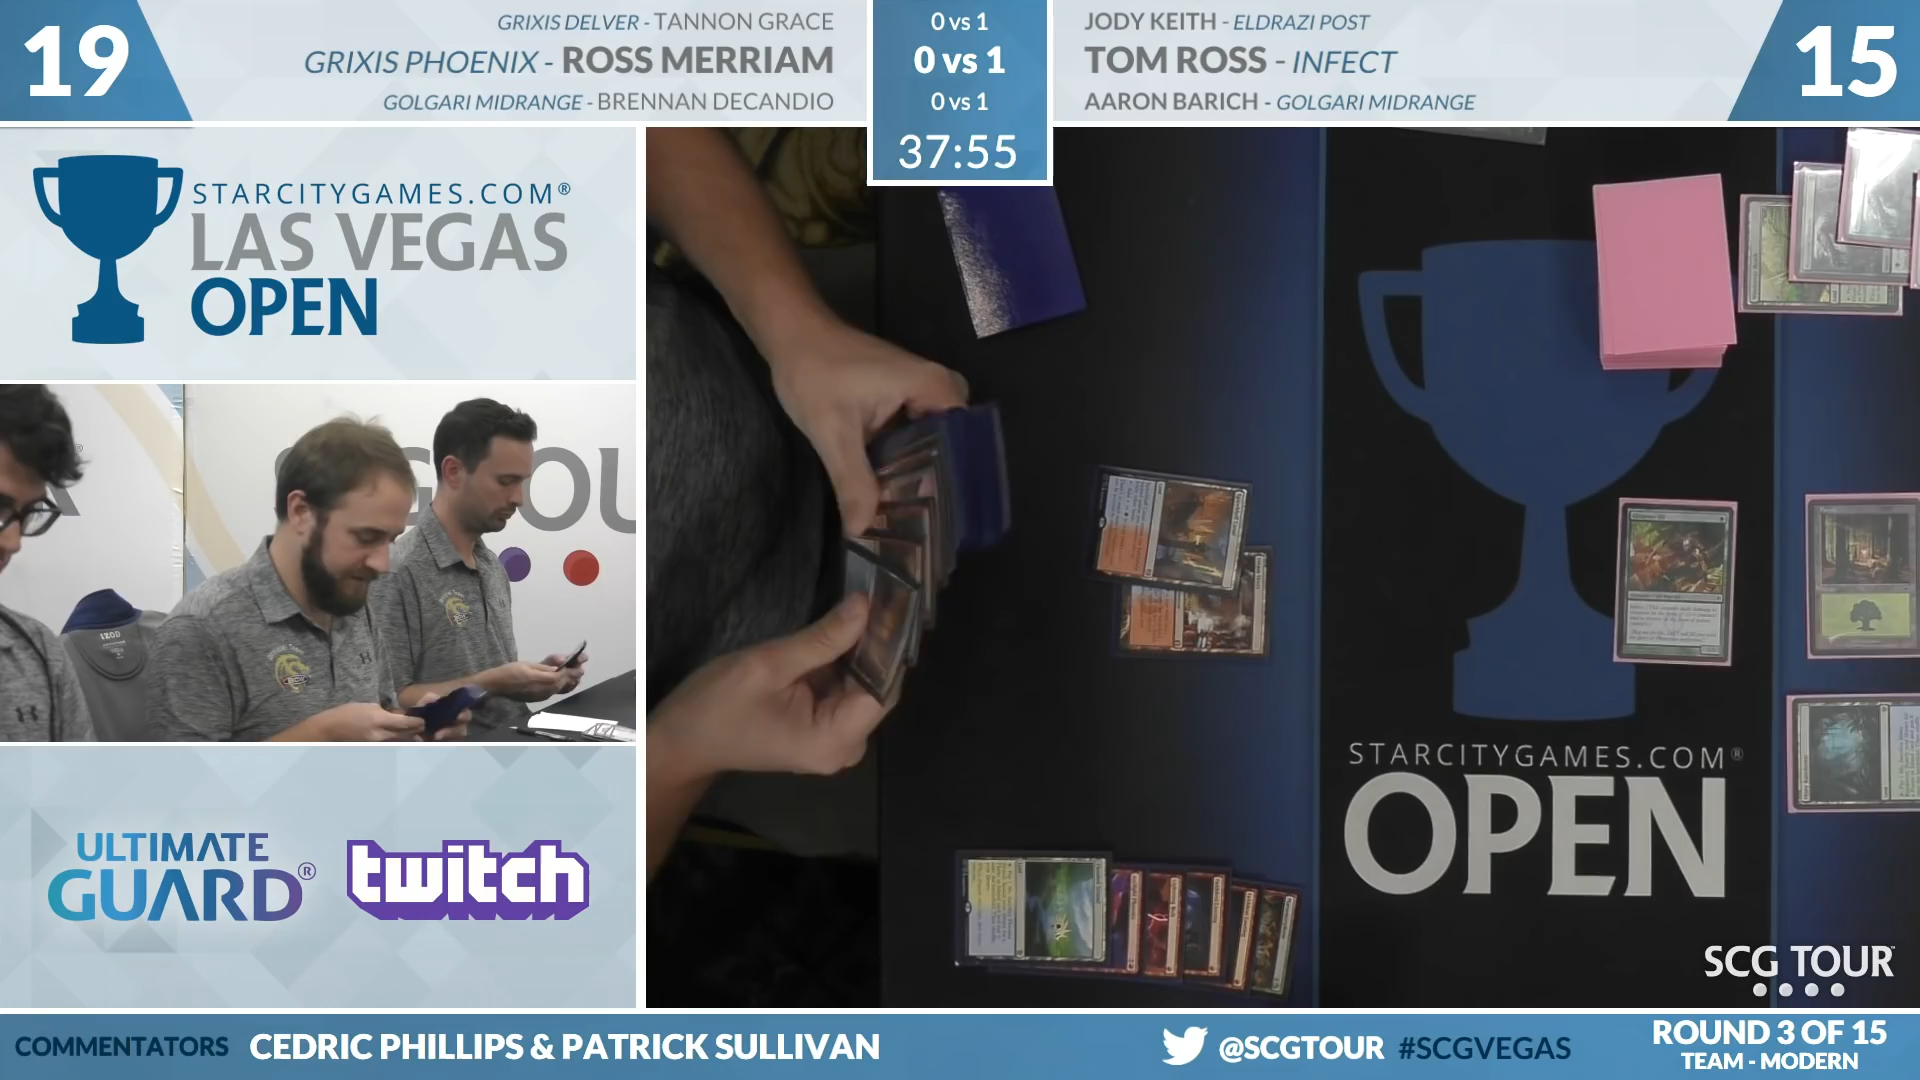 19
GRIXIS DELVER - TANNON GRACE
GRIXIS PHOENIX - ROSS MERRIAM
GOLGARI MIDRANGE - BRENNAN DECANDIO
0 vs 1
0 vs 1
0 vs 1
37:55
JODY KEITH - ELDRAZI POST
TOM ROSS - INFECT
AARON BARICH - GOLGARI MIDRANGE
15
STARCITYGAMES.COM®
LAS VEGAS
OPEN
IZOD
ULTIMATE
GUARD®
twitch
STARCITYGAMES.COM®
OPEN
SCG TOUR
COMMENTATORS CEDRIC PHILLIPS & PATRICK SULLIVAN
@SCGTOUR #SCGVEGAS
ROUND 3 OF 15
TEAM - MODERN